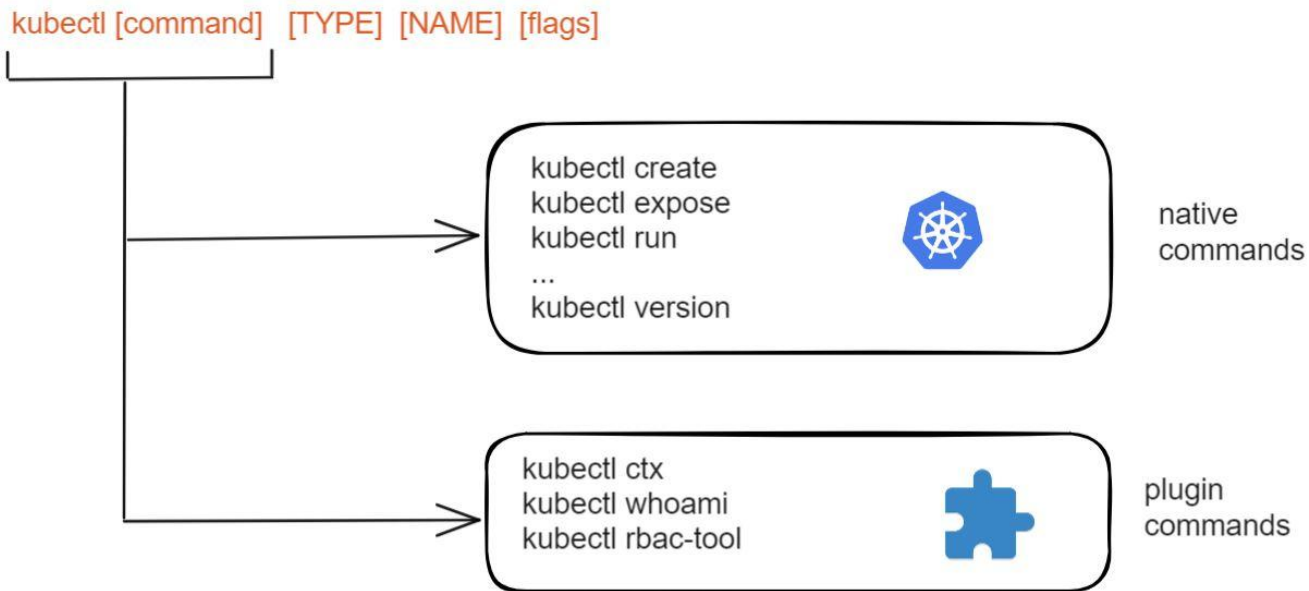 kubectl [command] [TYPE] [NAME] [flags]
kubectl create
kubectl expose
kubectl run
...
kubectl version
native
commands
kubectl ctx
kubectl whoami
kubectl rbac-tool
plugin
commands